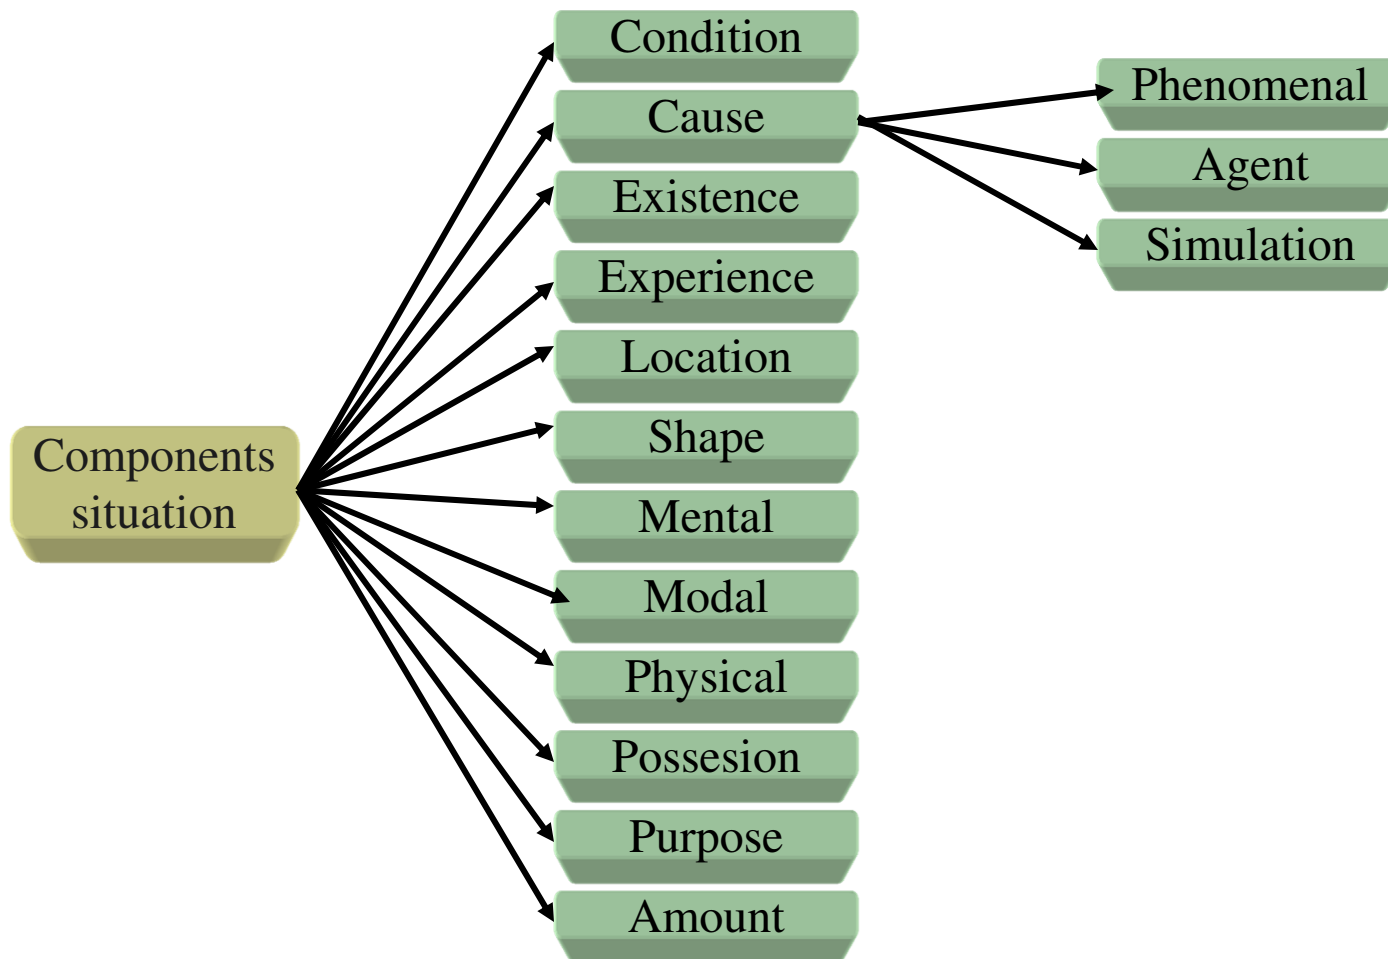 Components
situation
Condition
Cause
Existence
Experience
Location
Shape
Mental
Modal
Physical
Possesion
Purpose
Amount
Phenomenal
Agent
Simulation